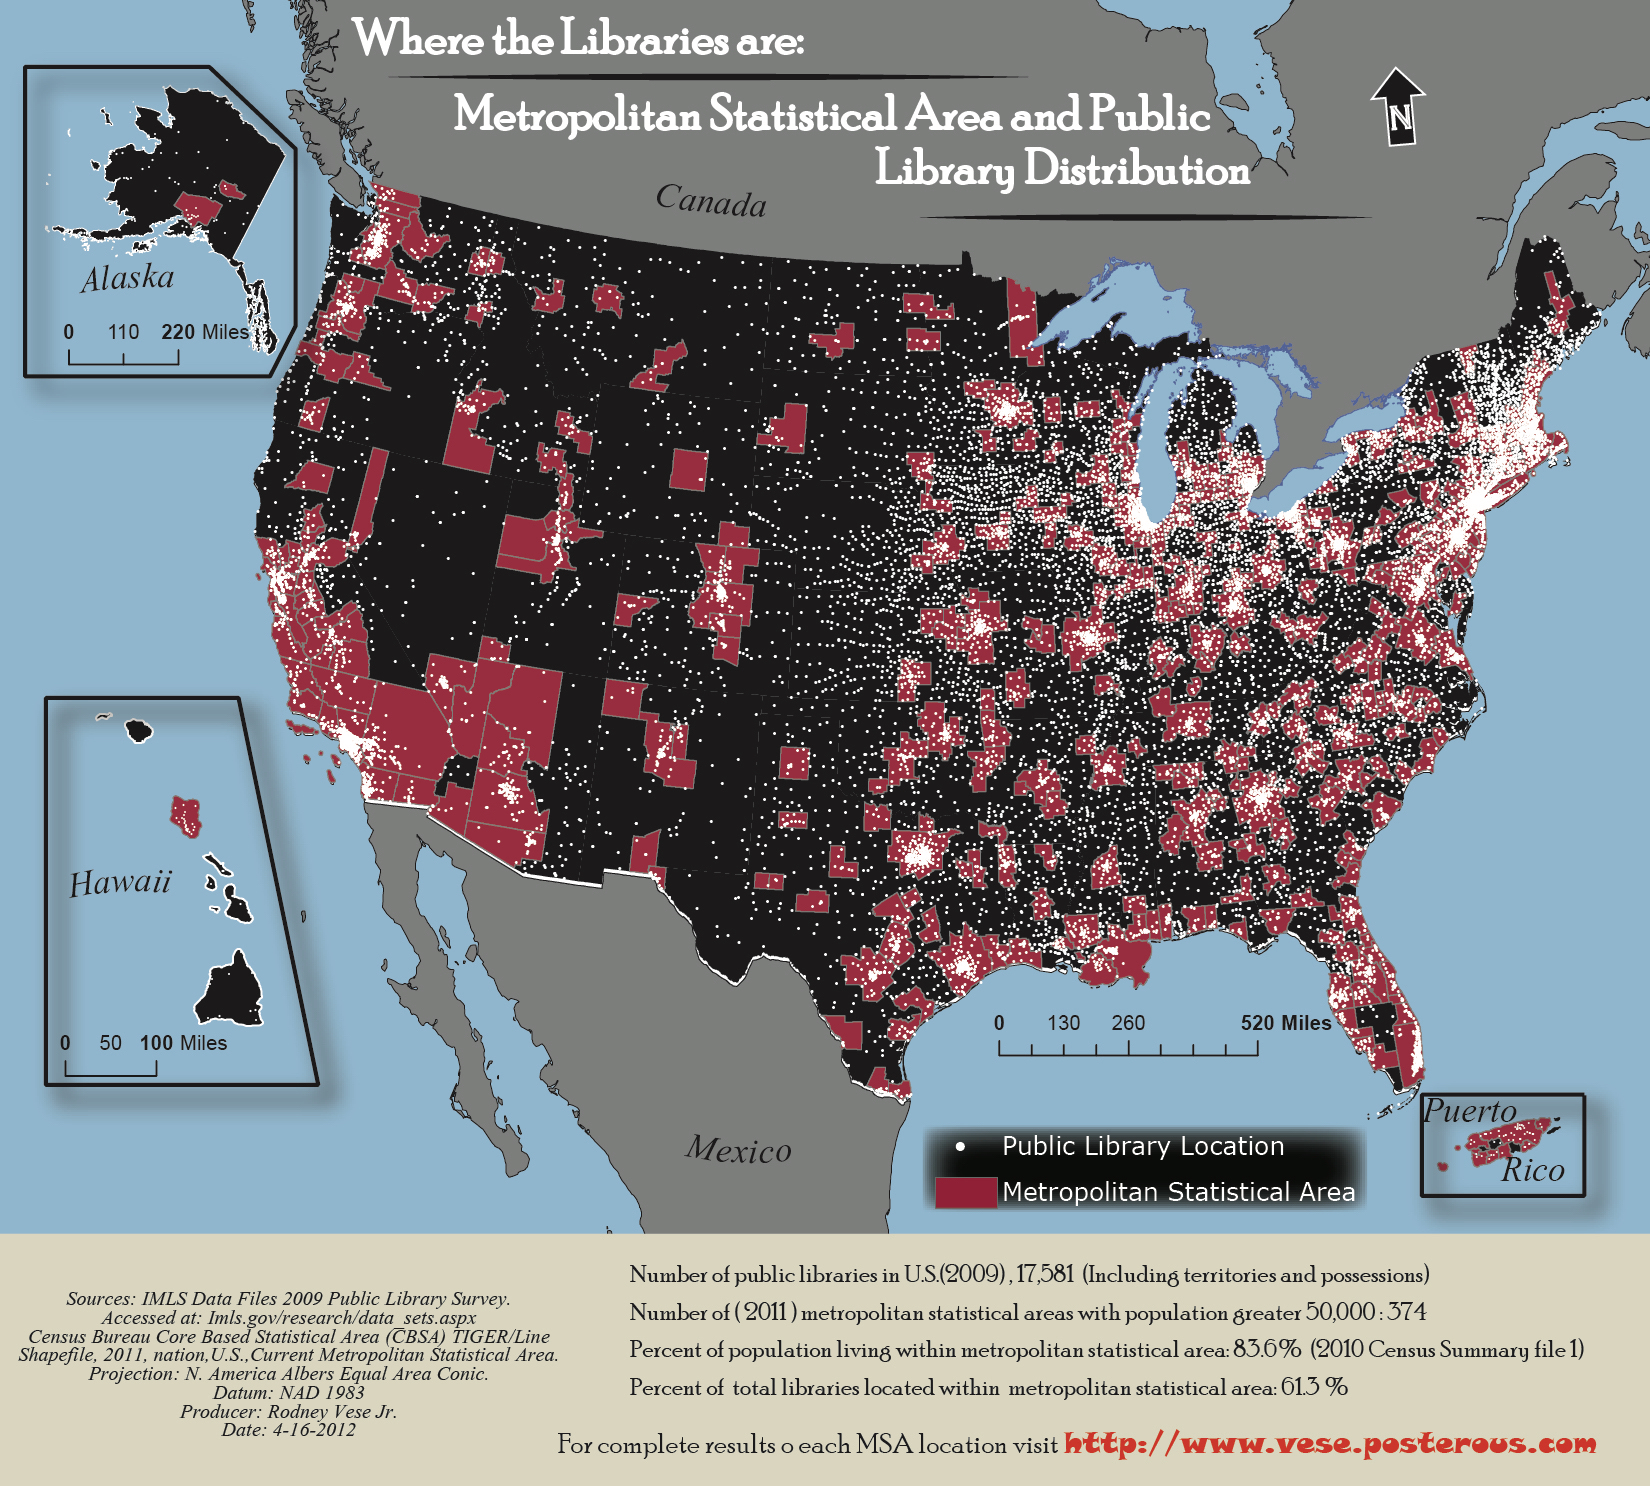 Where the Libraries are:
Metropolitan Statistical Area and Public
Library Distribution
N
Canada
Alaska
0 110 220 Miles
Hawaii
0 50 100 Miles
0 130 260 520 Miles
Mexico
Puerto
Rico
Public Library Location
Metropolitan Statistical Area
Number of public libraries in U.S.(2009) , 17,581 (Including territories and possessions)
Number of ( 2011 ) metropolitan statistical areas with population greater 50,000 : 374
Percent of population living within metropolitan statistical area: 83.6% (2010 Census Summary file 1)
Percent of total libraries located within metropolitan statistical area: 61.3 %
For complete results o each MSA location visit http://www.vese.posterous.com
Sources: IMLS Data Files 2009 Public Library Survey.
Accessed at: Imls.gov/research/data_sets.aspx
Census Bureau Core Based Statistical Area (CBSA) TIGER/Line
Shapefile, 2011, nation,U.S.,Current Metropolitan Statistical Area.
Projection: N. America Albers Equal Area Conic.
Datum: NAD 1983
Producer: Rodney Vese Jr.
Date: 4-16-2012